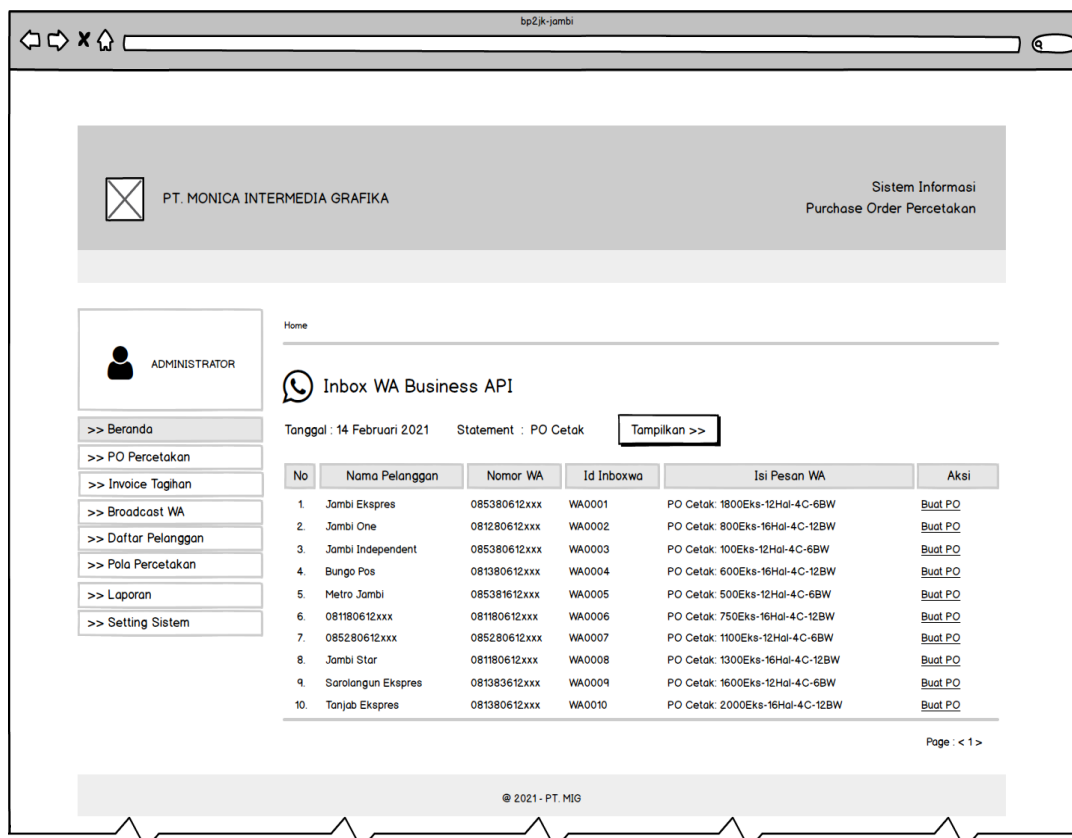 bp2jk-jambi
PT. MONICA INTERMEDIA GRAFIKA
Sistem Informasi
Purchase Order Percetakan
ADMINISTRATOR
>> Beranda
>> PO Percetakan
>> Invoice Tagihan
>> Broadcast WA
>> Daftar Pelanggan
>> Pola Percetakan
>> Laporan
>> Setting Sistem
Home
Inbox WA Business API
Tanggal : 14 Februari 2021 Statement : PO Cetak Tampilkan >>
No Nama Pelanggan Nomor WA Id Inboxwa Isi Pesan WA Aksi
1. Jambi Ekspres 085380612xxx WA0001 PO Cetak: 1800Eks-12Hal-4C-6BW Buat PO
2. Jambi One 081280612xxx WA0002 PO Cetak: 800Eks-16Hal-4C-12BW Buat PO
3. Jambi Independent 085380612xxx WA0003 PO Cetak: 100Eks-12Hal-4C-6BW Buat PO
4. Bungo Pos 081380612xxx WA0004 PO Cetak: 600Eks-16Hal-4C-12BW Buat PO
5. Metro Jambi 085381612xxx WA0005 PO Cetak: 500Eks-12Hal-4C-6BW Buat PO
6. 081180612xxx 081180612xxx WA0006 PO Cetak: 750Eks-16Hal-4C-12BW Buat PO
7. 085280612xxx 085280612xxx WA0007 PO Cetak: 1100Eks-12Hal-4C-6BW Buat PO
8. Jambi Star 081180612xxx WA0008 PO Cetak: 1300Eks-16Hal-4C-12BW Buat PO
9. Sarolangun Ekspres 081383612xxx WA0009 PO Cetak: 1600Eks-12Hal-4C-6BW Buat PO
10. Tanjab Ekspres 081380612xxx WA0010 PO Cetak: 2000Eks-16Hal-4C-12BW Buat PO
Page : < 1 >
@ 2021 - PT. MIG